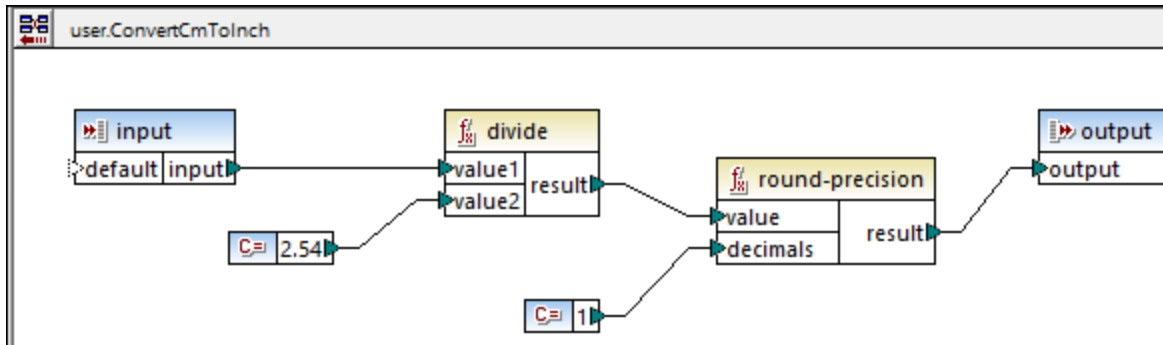 user.ConvertCmToInch
input
default input
divide
value1
value2
result
C= 2.54
round-precision
value
decimals
result
C= 1
output
output